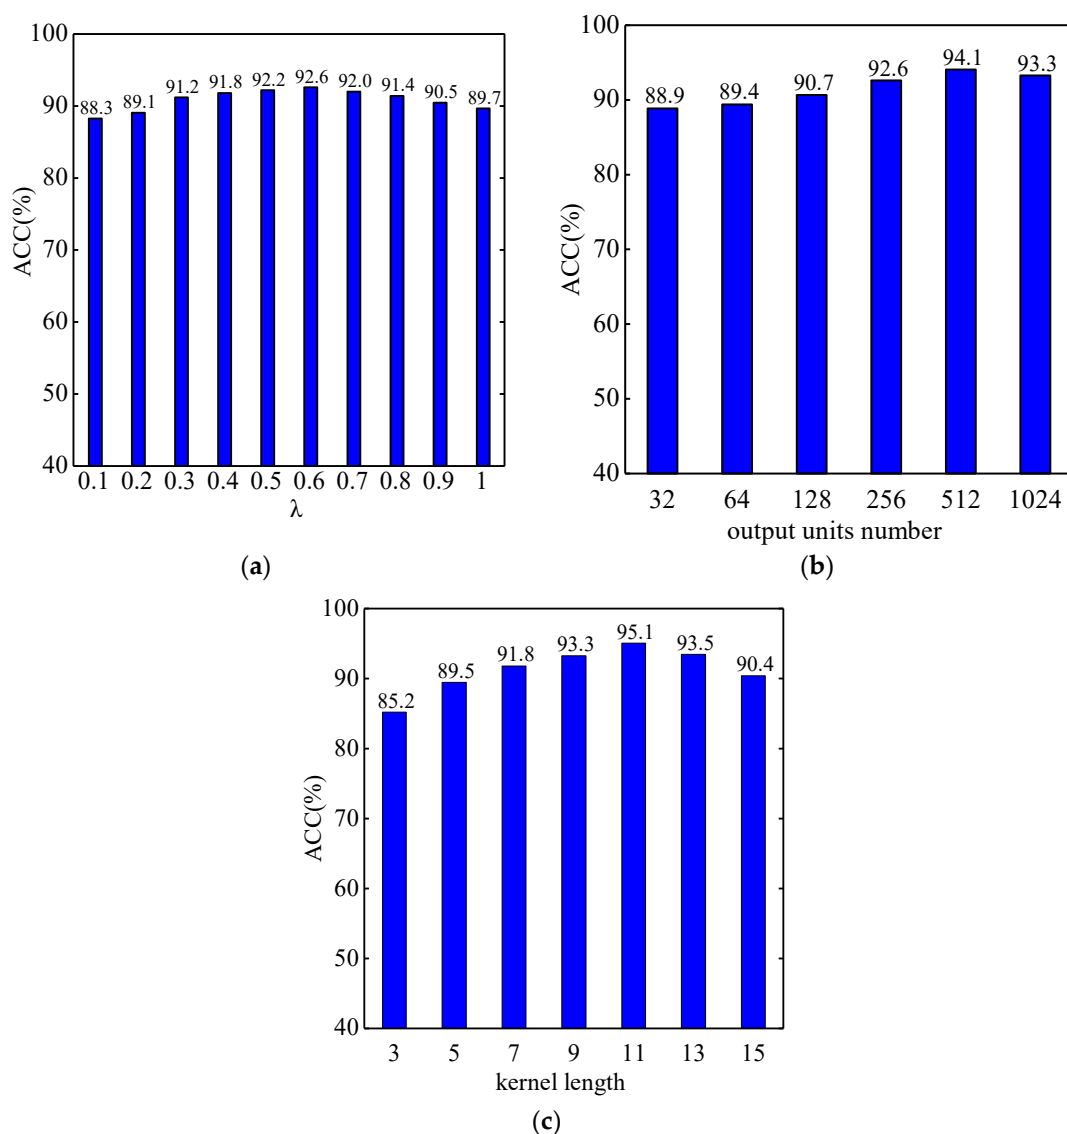 100
90
80
70
60
50
40
ACC(%)
88.3 89.1 91.2 91.8 92.2 92.6 92.0 91.4 90.5 89.7
0.1 0.2 0.3 0.4 0.5 0.6 0.7 0.8 0.9 1
λ
(a)
100
90
80
70
60
50
40
ACC(%)
88.9 89.4 90.7 92.6 94.1 93.3
32 64 128 256 512 1024
output units number
(b)
100
90
80
70
60
50
40
ACC(%)
85.2 89.5 91.8 93.3 95.1 93.5 90.4
3 5 7 9 11 13 15
kernel length
(c)